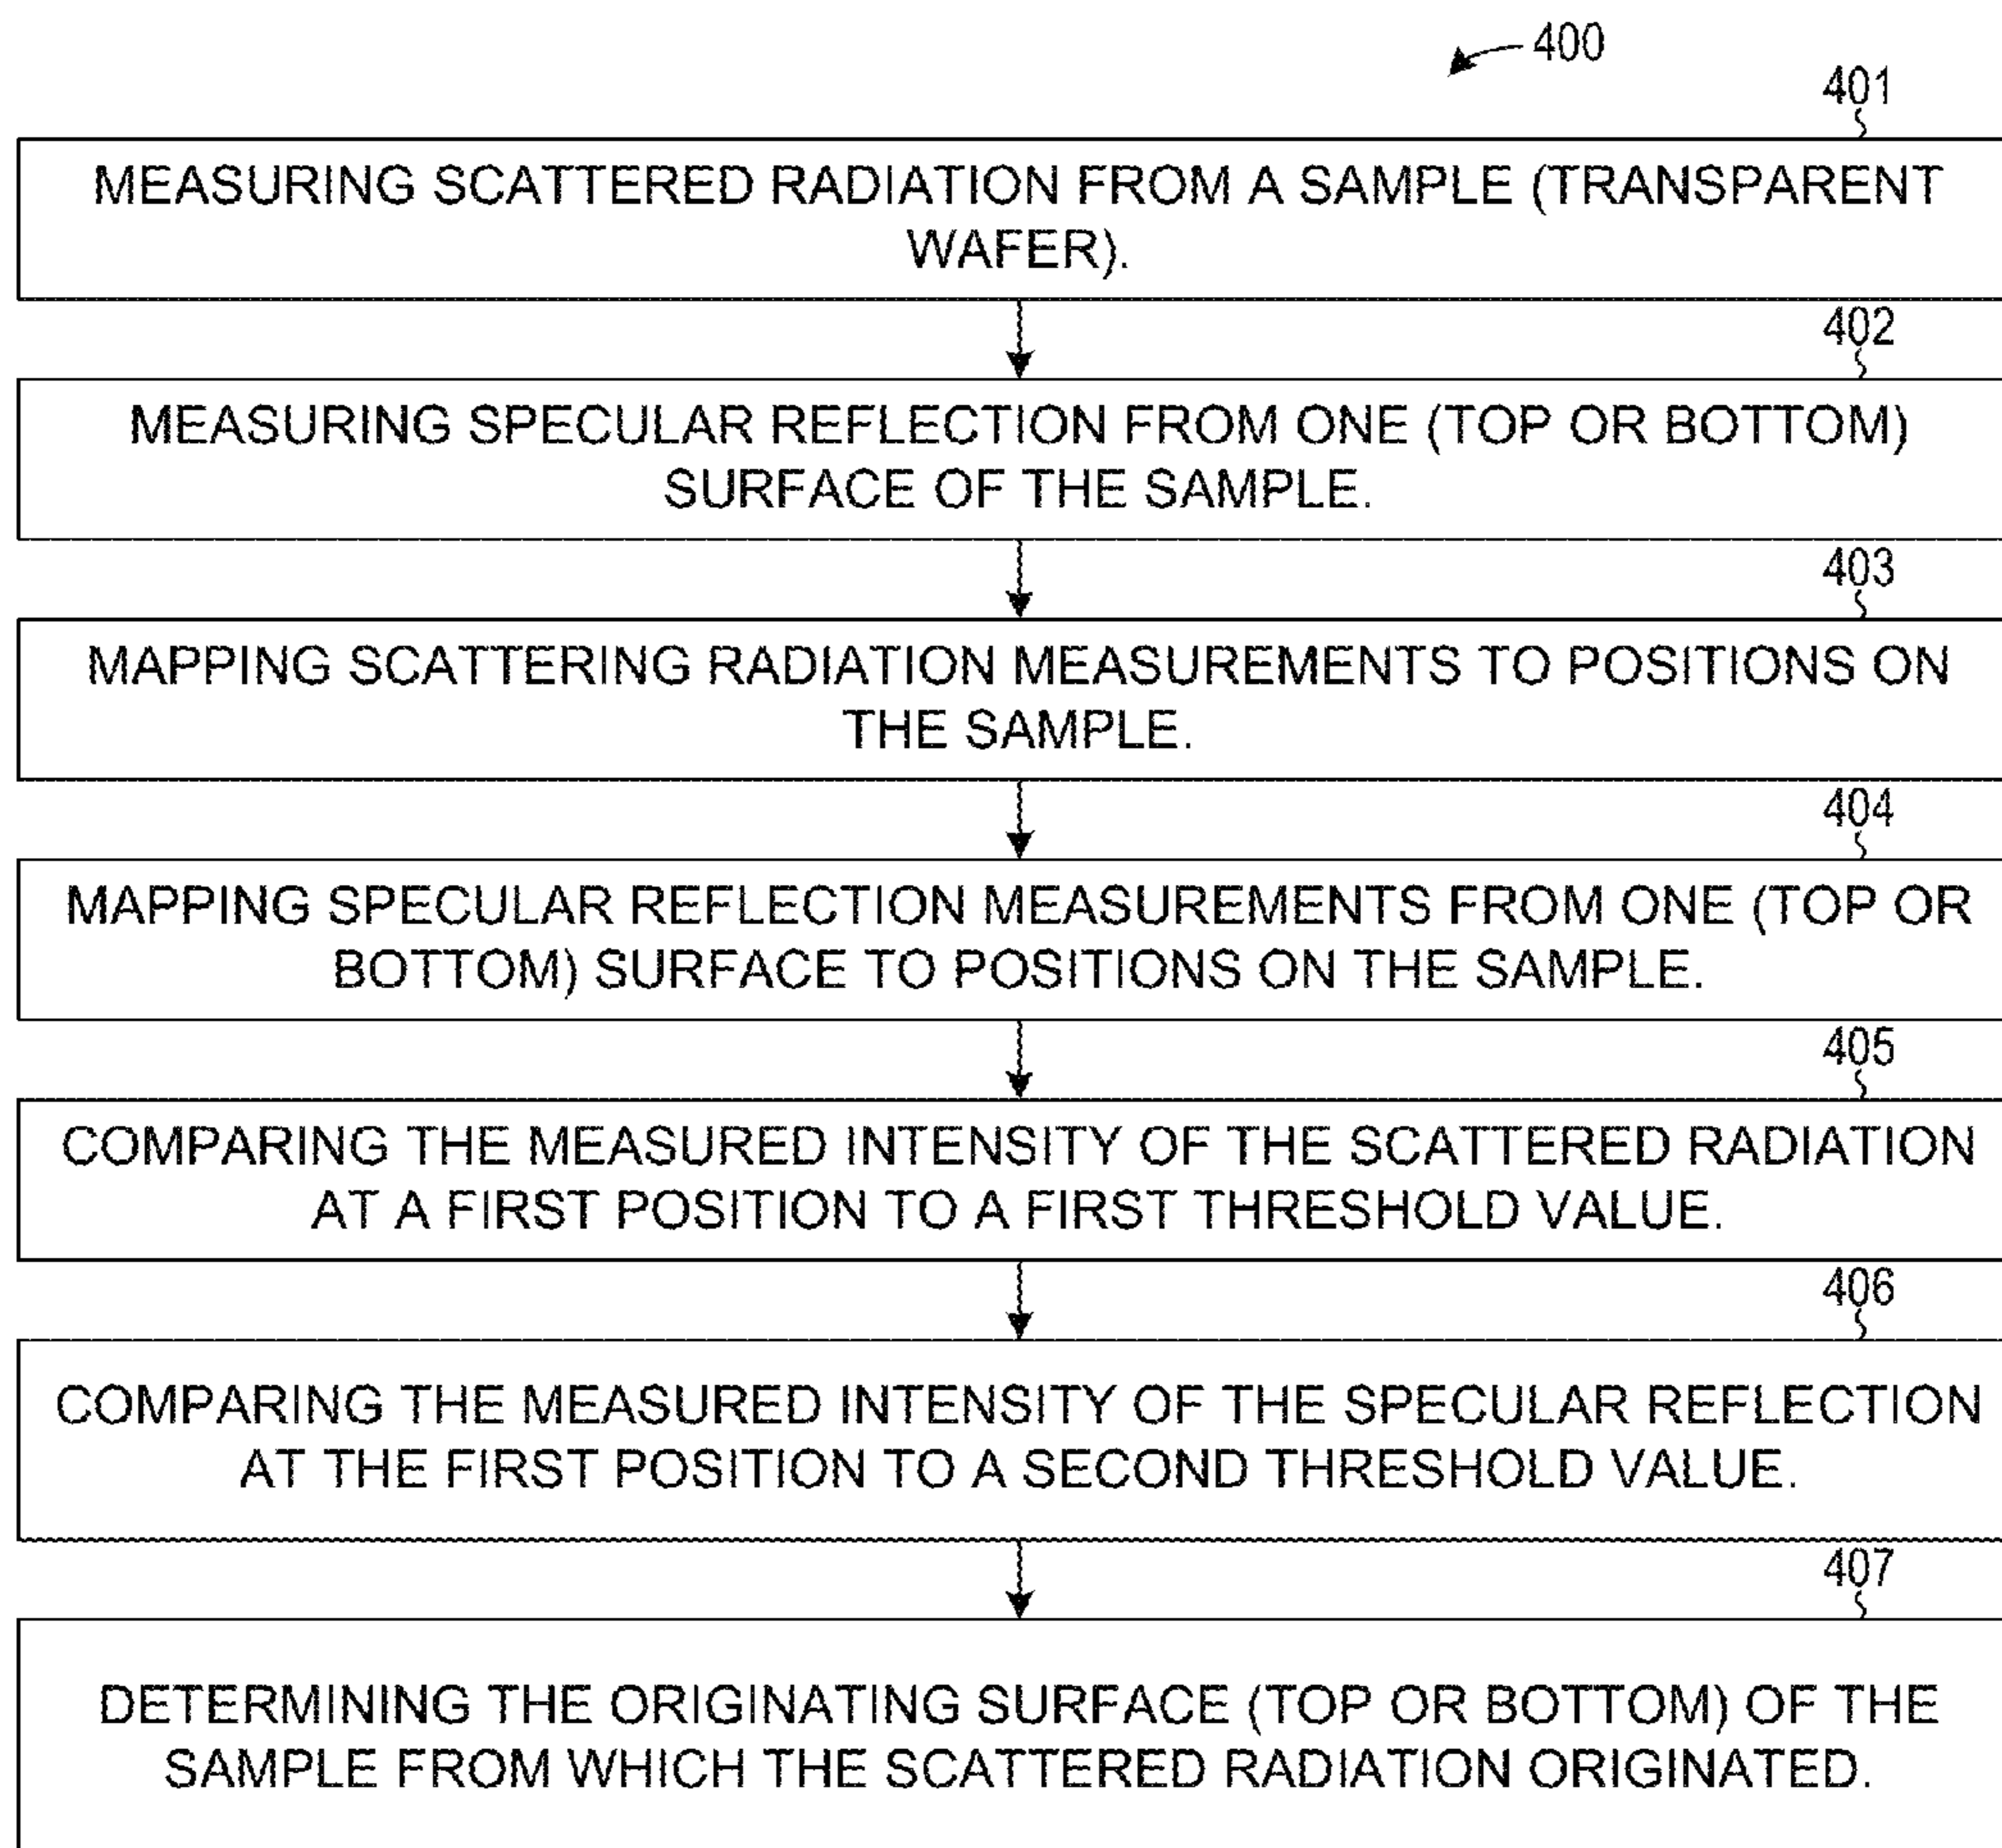 400
401
MEASURING SCATTERED RADIATION FROM A SAMPLE (TRANSPARENT
WAFER).
402
MEASURING SPECULAR REFLECTION FROM ONE (TOP OR BOTTOM)
SURFACE OF THE SAMPLE.
403
MAPPING SCATTERING RADIATION MEASUREMENTS TO POSITIONS ON
THE SAMPLE.
404
MAPPING SPECULAR REFLECTION MEASUREMENTS FROM ONE (TOP OR
BOTTOM) SURFACE TO POSITIONS ON THE SAMPLE.
405
COMPARING THE MEASURED INTENSITY OF THE SCATTERED RADIATION
AT A FIRST POSITION TO A FIRST THRESHOLD VALUE.
406
COMPARING THE MEASURED INTENSITY OF THE SPECULAR REFLECTION
AT THE FIRST POSITION TO A SECOND THRESHOLD VALUE.
407
DETERMINING THE ORIGINATING SURFACE (TOP OR BOTTOM) OF THE
SAMPLE FROM WHICH THE SCATTERED RADIATION ORIGINATED.